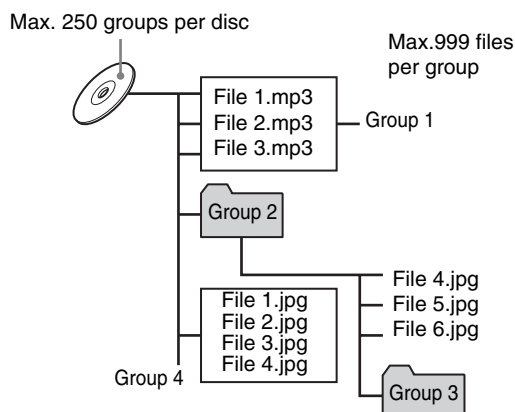 Max. 250 groups per disc
Max.999 files
per group
File 1.mp3
File 2.mp3
File 3.mp3
Group 1
Group 2
File 4.jpg
File 5.jpg
File 6.jpg
File 1.jpg
File 2.jpg
File 3.jpg
File 4.jpg
Group 4
Group 3